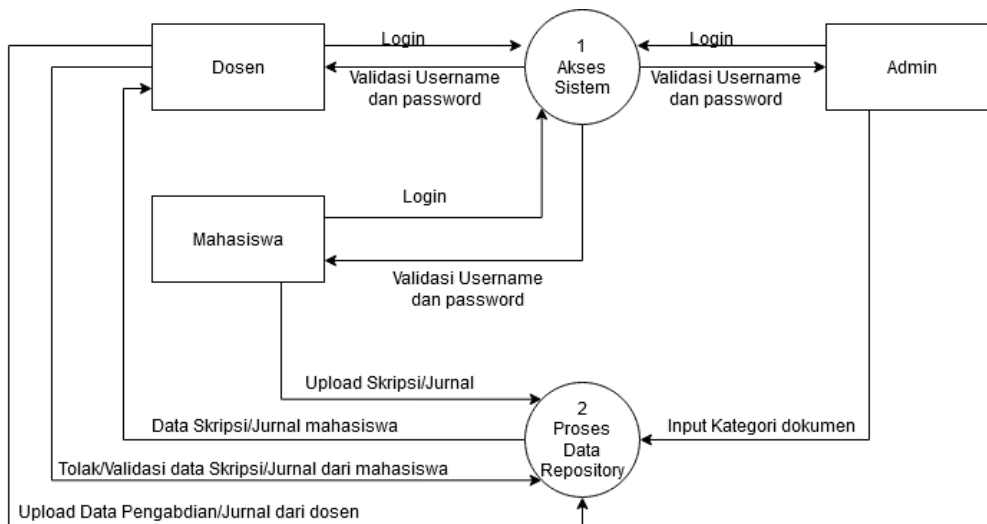 Login
Login
1
Akses
Sistem
Dosen
Admin
Validasi Username
dan password
Validasi Username
dan password
Login
Mahasiswa
Validasi Username
dan password
Upload Skripsi/Jurnal
2
Proses
Data
Repository
Data Skripsi/Jurnal mahasiswa
Input Kategori dokumen
Tolak/Validasi data Skripsi/Jurnal dari mahasiswa
Upload Data Pengabdian/Jurnal dari dosen